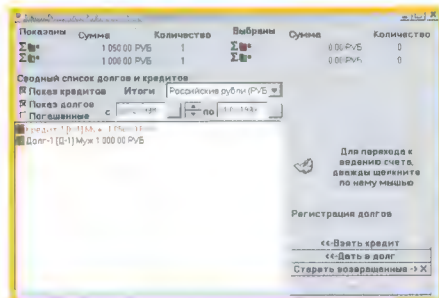 Показаны Сумма Количество Выбраны Сумма Количество
Σ 1 050.00 РУБ 1 Σ 0.00 РУБ 0
Σ 1 000.00 РУБ 1 Σ 0.00 РУБ 0
Сводный список долгов и кредитов
Показ кредитов Итоги Российские рубли (РУБ
Показ долгов
Погашенные с по
Долг-1 [Д-1] Муж 1 000.00 РУБ
Для перехода к
ведению счета,
дважды щелкните
по нему мышью
Регистрация долгов
<<-Взять кредит
<<-Дать в долг
Стереть возвращенные -> X